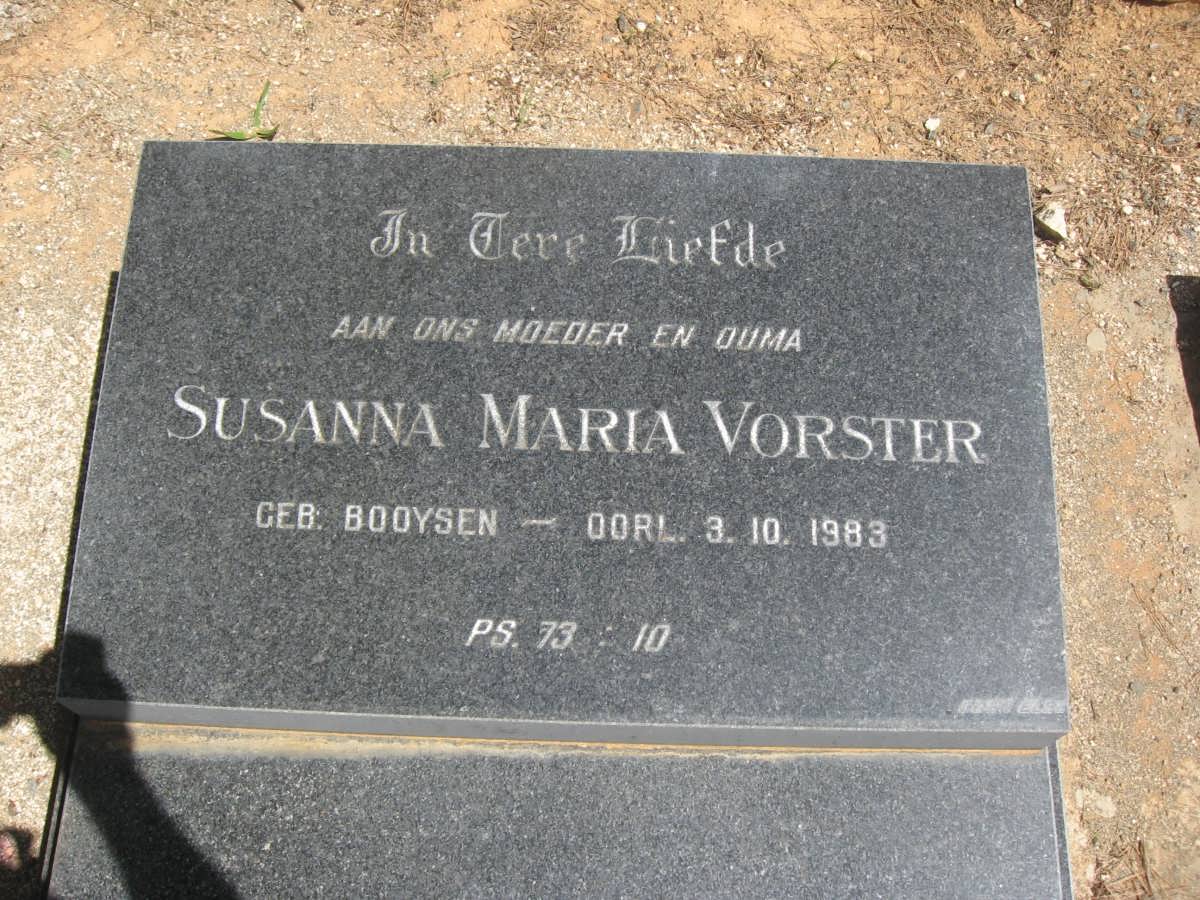 In Tere Liefde
AAN ONS MOEDER EN OUMA
SUSANNA MARIA VORSTER
GEB. BOOYSEN — OORL. 3. 10. 1983
PS. 73 : 10